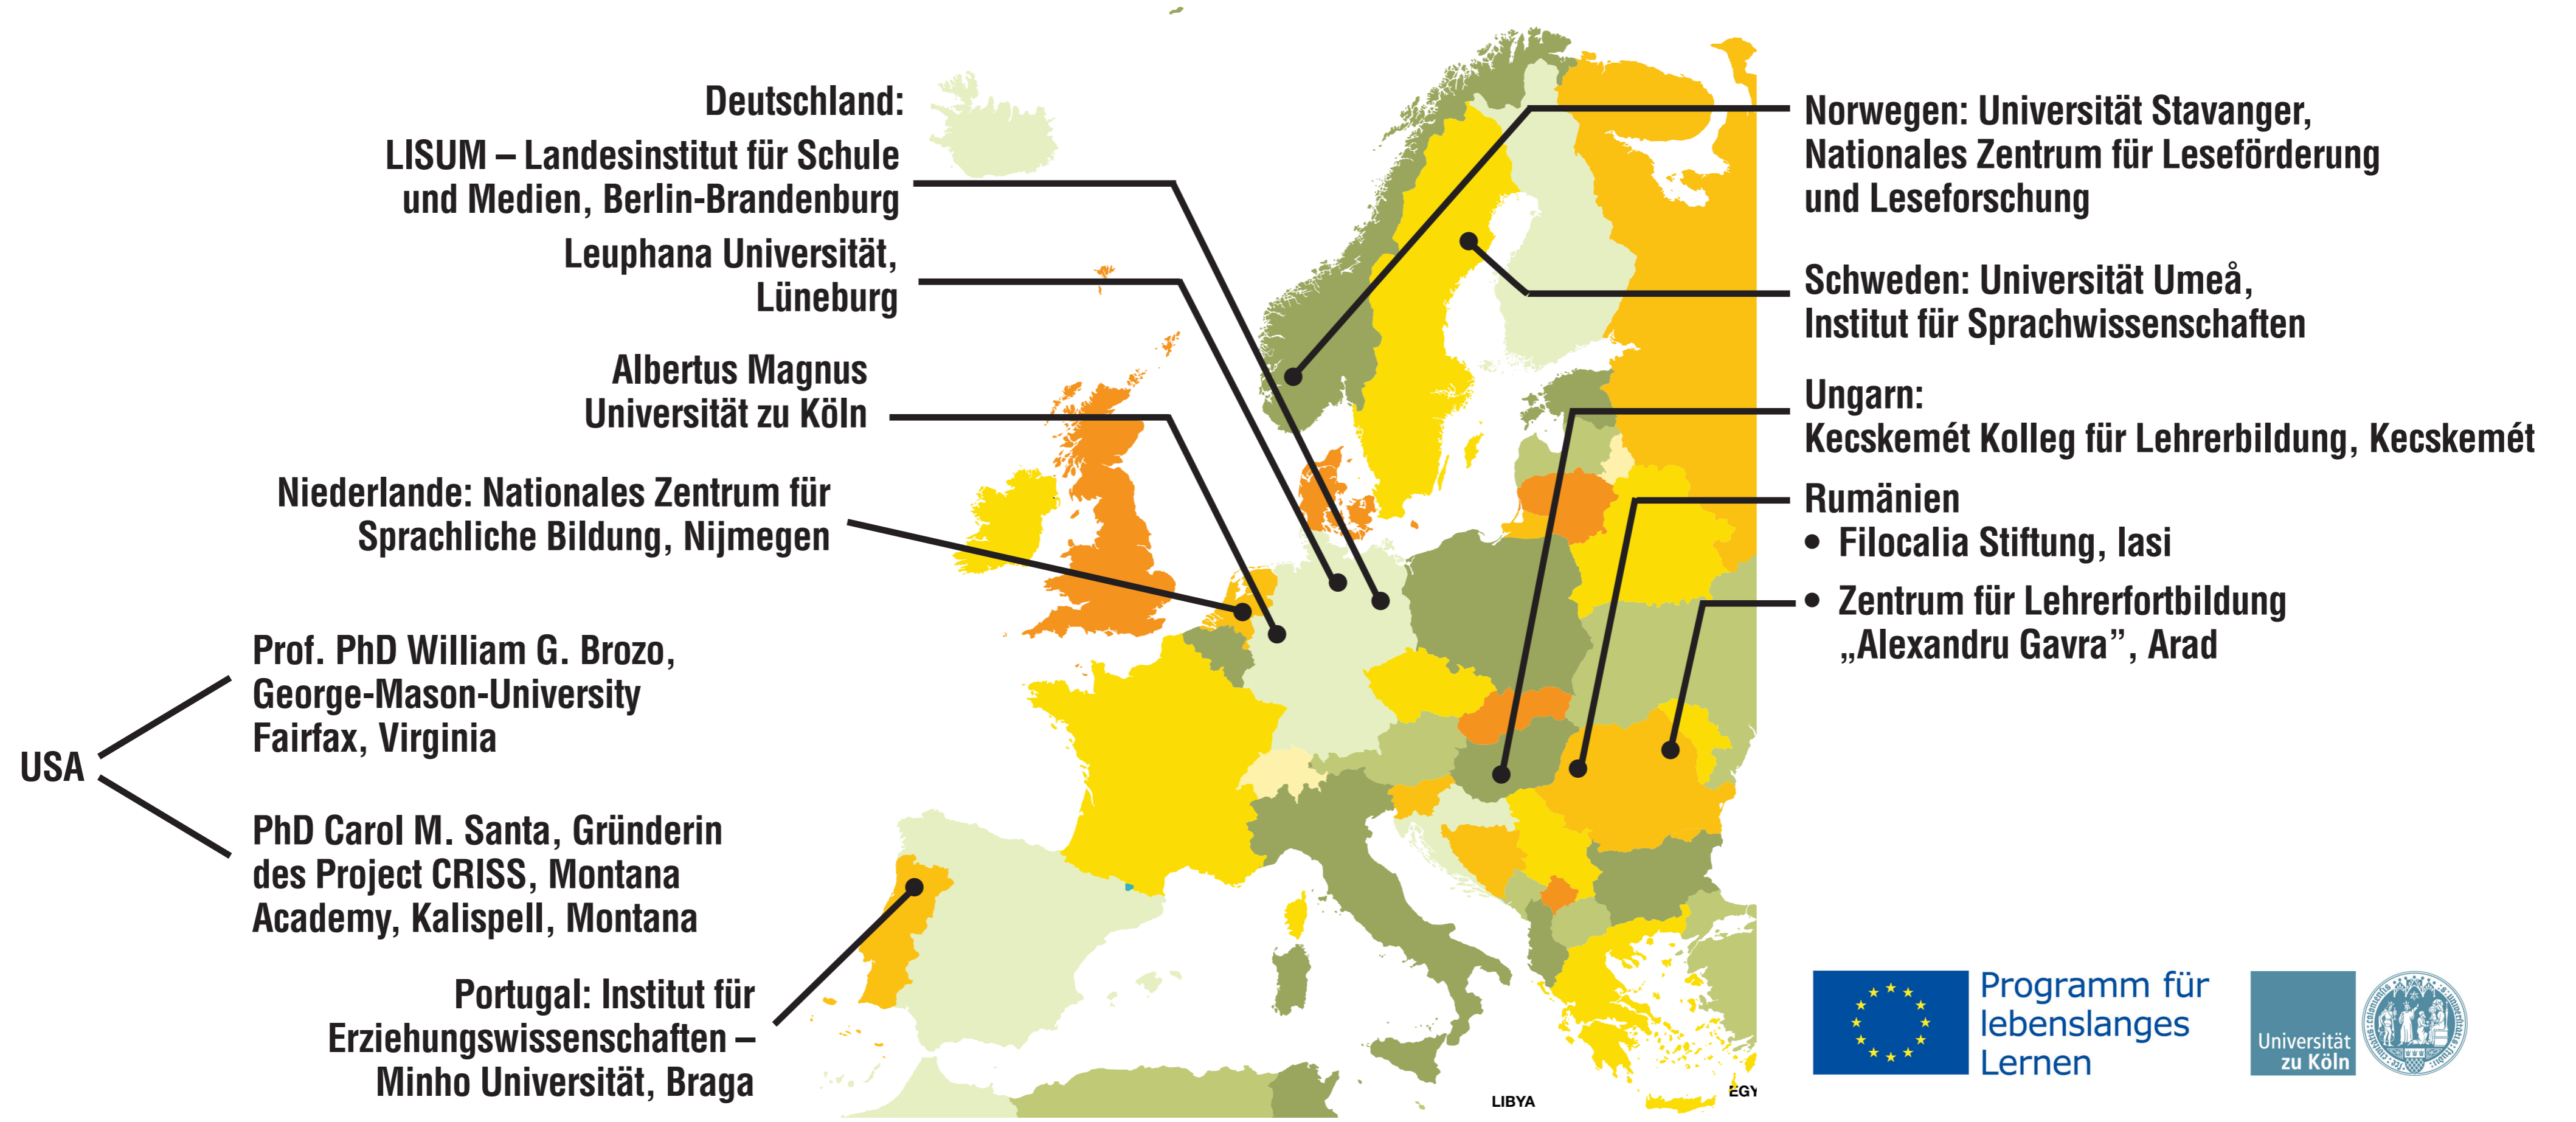 Deutschland:
LISUM – Landesinstitut für Schule
und Medien, Berlin-Brandenburg
Leuphana Universität,
Lüneburg
Albertus Magnus
Universität zu Köln
Niederlande: Nationales Zentrum für
Sprachliche Bildung, Nijmegen
USA
Prof. PhD William G. Brozo,
George-Mason-University
Fairfax, Virginia
PhD Carol M. Santa, Gründerin
des Project CRISS, Montana
Academy, Kalispell, Montana
Portugal: Institut für
Erziehungswissenschaften –
Minho Universität, Braga
Norwegen: Universität Stavanger,
Nationales Zentrum für Leseförderung
und Leseforschung
Schweden: Universität Umeå,
Institut für Sprachwissenschaften
Ungarn:
Kecskemét Kolleg für Lehrerbildung, Kecskemét
Rumänien
• Filocalia Stiftung, Iasi
• Zentrum für Lehrerfortbildung
„Alexandru Gavra”, Arad
LIBYA
EGY
Programm für
lebenslanges
Lernen
Universität
zu Köln